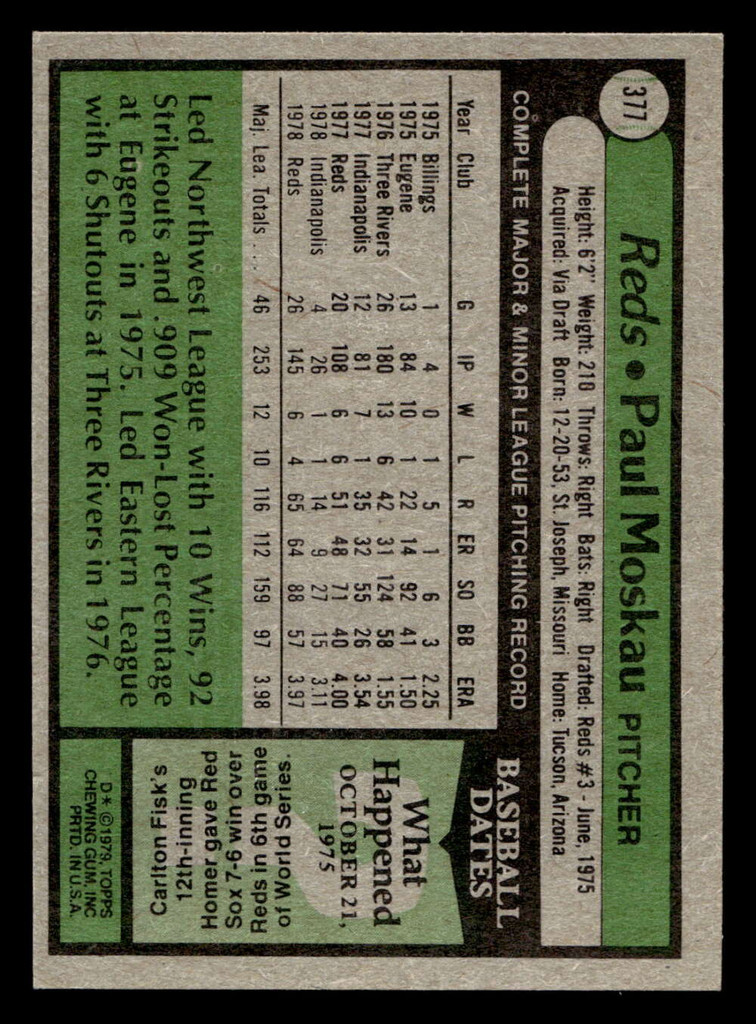 377
Reds • Paul Moskau PITCHER
Height: 6'2" Weight: 210 Throws: Right Bats: Right Drafted: Reds #3 - June, 1975
Acquired: Via Draft Born: 12-20-53, St. Joseph, Missouri Home: Tucson, Arizona
COMPLETE MAJOR & MINOR LEAGUE PITCHING RECORD
Year Club G IP W L R ER SO BB ERA
1975 Billings 1 4 0 1 5 1 6 3 2.25
1975 Eugene 13 84 10 1 22 14 92 41 1.50
1976 Three Rivers 26 180 13 6 42 31 124 58 1.55
1977 Indianapolis 12 81 7 1 35 32 55 26 3.54
1977 Reds 20 108 6 6 51 48 71 40 4.00
1978 Indianapolis 4 26 1 1 14 9 27 15 3.11
1978 Reds 26 145 6 4 65 64 88 57 3.97
Maj. Lea. Totals . . . 46 253 12 10 116 112 159 97 3.98
Led Northwest League with 10 Wins, 92
Strikeouts and .909 Won-Lost Percentage
at Eugene in 1975. Led Eastern League
with 6 Shutouts at Three Rivers in 1976.
BASEBALL
DATES
What
Happened
OCTOBER 21,
1975
Carlton Fisk's
12th-inning
Homer gave Red
Sox 7-6 win over
Reds in 6th game
of World Series.
D* ©1979, TOPPS
CHEWING GUM, INC
PRTD. IN U.S.A.